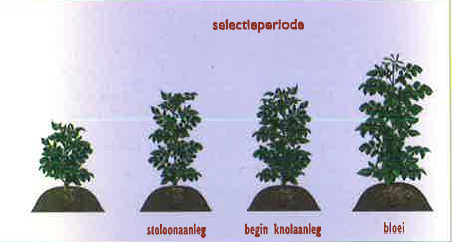 selectieperiode
stoloonaanleg
begin knolaanleg
bloei